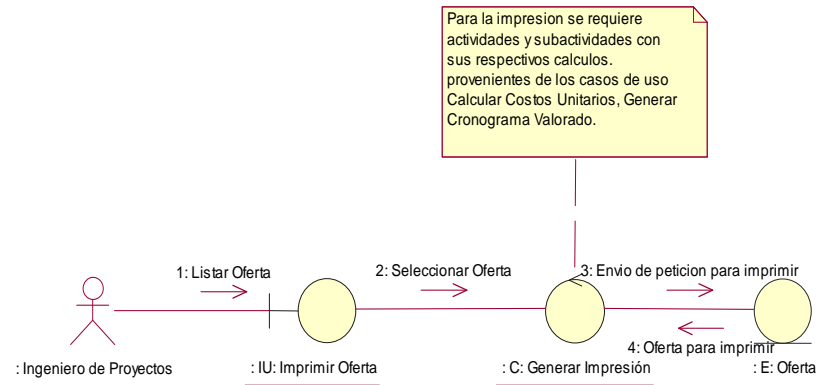 Para la impresion se requiere
actividades y subactividades con
sus respectivos calculos.
provenientes de los casos de uso
Calcular Costos Unitarios, Generar
Cronograma Valorado.
1: Listar Oferta
2: Seleccionar Oferta
3: Envio de peticion para imprimir
4: Oferta para imprimir
: Ingeniero de Proyectos
: IU: Imprimir Oferta
: C: Generar Impresión
: E: Oferta